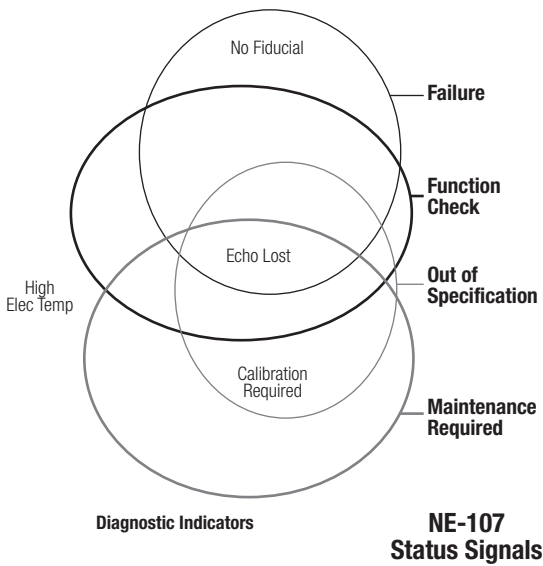 No Fiducial
Failure
Function
Check
Echo Lost
High
Elec Temp
Out of
Specification
Calibration
Required
Maintenance
Required
Diagnostic Indicators
NE-107
Status Signals